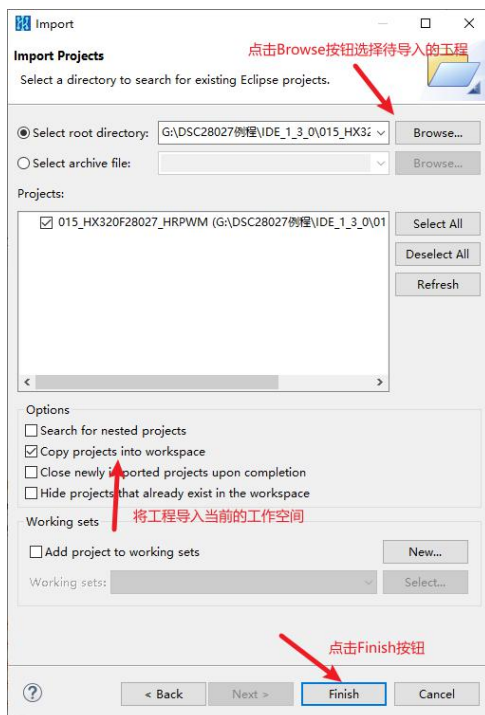 Import
Import Projects
点击Browse按钮选择待导入的工程
Select a directory to search for existing Eclipse projects.
Select root directory:
G:\DSC28027例程\IDE_1_3_0\015_HX32
Browse...
Select archive file:
Browse...
Projects:
015_HX320F28027_HRPWM (G:\DSC28027例程\IDE_1_3_0\01
Select All
Deselect All
Refresh
Options
Search for nested projects
Copy projects into workspace
Close newly imported projects upon completion
Hide projects that already exist in the workspace
将工程导入当前的工作空间
Working sets
Add project to working sets
New...
Working sets:
Select...
点击Finish按钮
< Back
Next >
Finish
Cancel